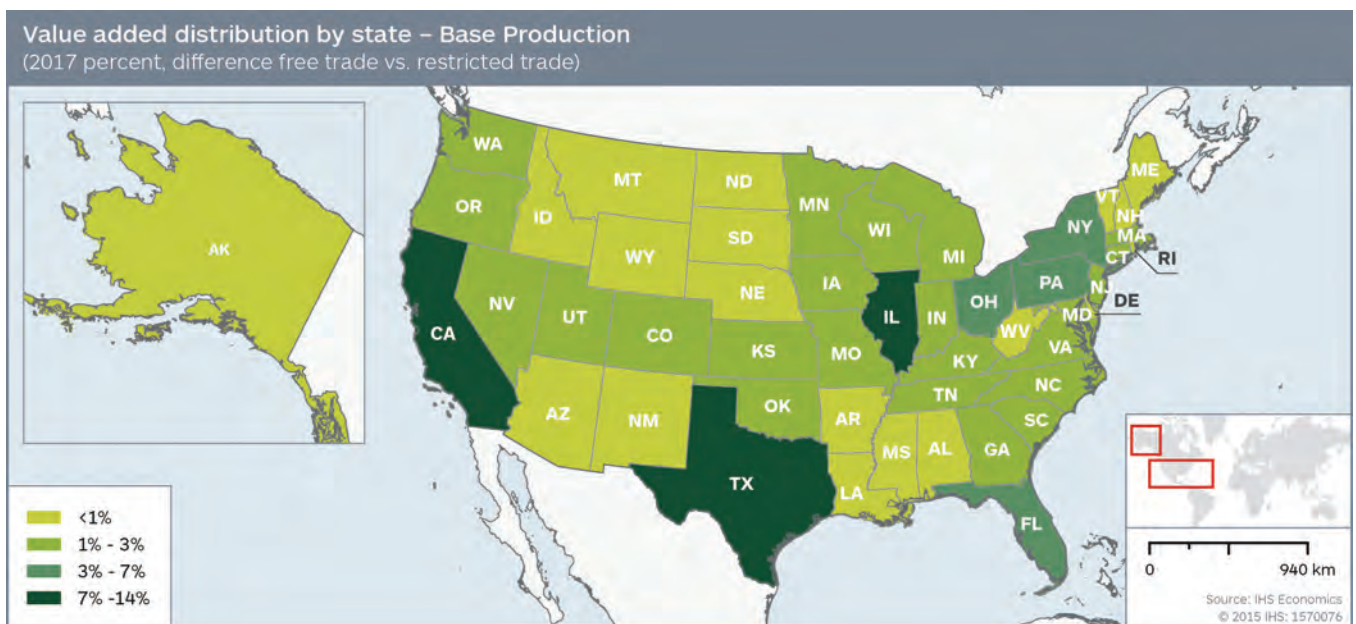 Value added distribution by state – Base Production
(2017 percent, difference free trade vs. restricted trade)
AK
WA
MT
ND
MN
ME
VT
NH
OR
ID
SD
WI
NY
MA
WY
MI
CT
RI
NE
IA
PA
NJ
NV
OH
DE
UT
IL
IN
MD
CA
CO
WV
KS
MO
VA
KY
NC
TN
AZ
NM
OK
AR
SC
MS
AL
GA
TX
LA
FL
<1%
1% - 3%
3% - 7%
7% -14%
0 940 km
Source: IHS Economics
© 2015 IHS: 1570076